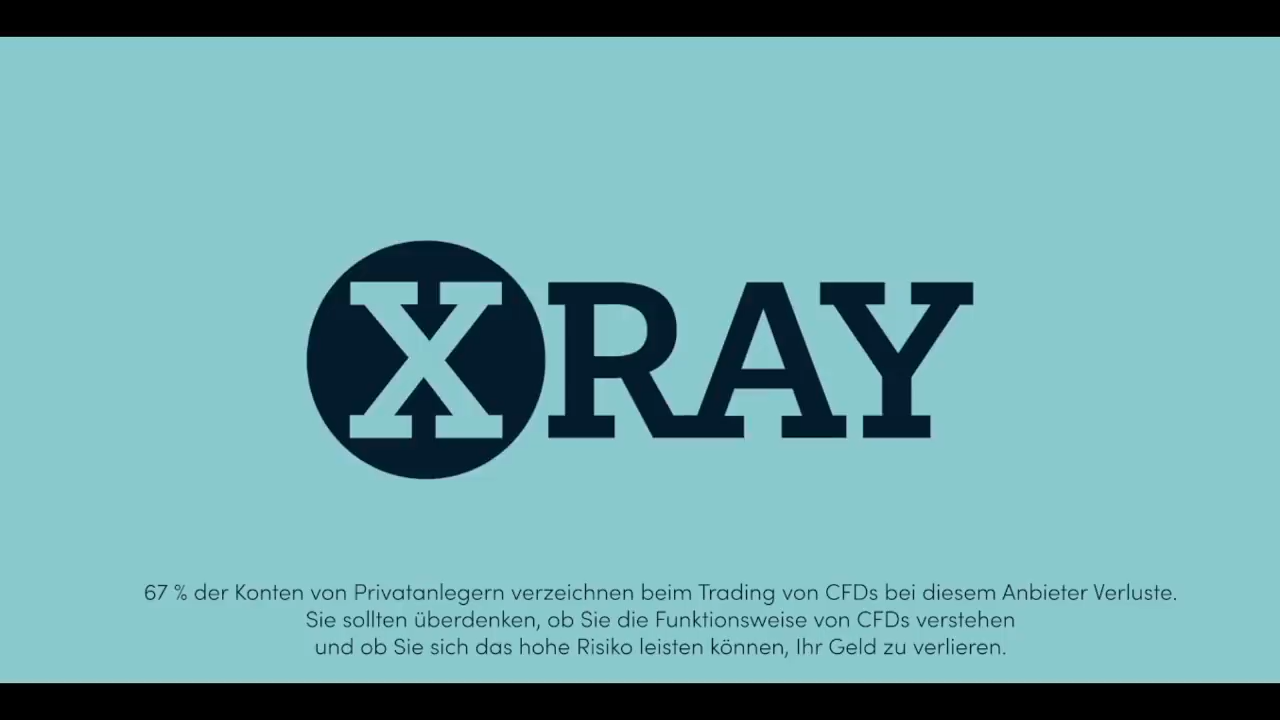 XRAY
67 % der Konten von Privatanlegern verzeichnen beim Trading von CFDs bei diesem Anbieter Verluste.
Sie sollten überdenken, ob Sie die Funktionsweise von CFDs verstehen
und ob Sie sich das hohe Risiko leisten können, Ihr Geld zu verlieren.